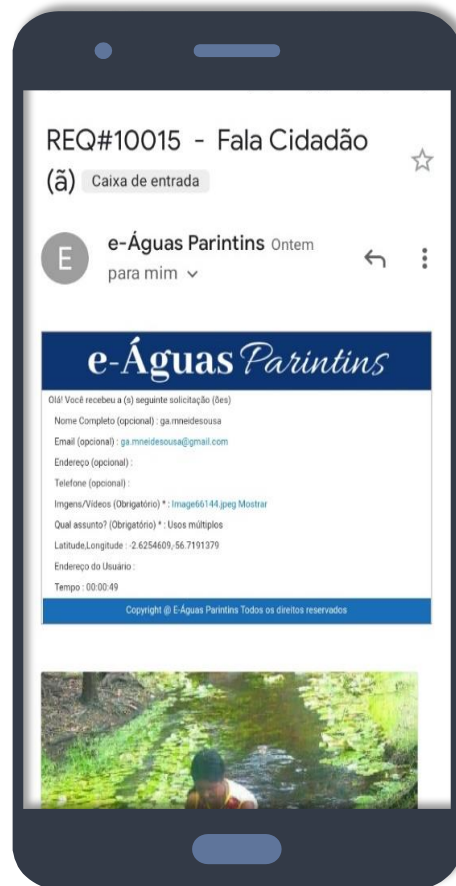 REQ#10015 - Fala Cidadão
(ã) Caixa de entrada
E
e-Águas Parintins Ontem
para mim
e-Águas Parintins
Olá! Você recebeu a (s) seguinte solicitação (ões)
Nome Completo (opcional) : ga.mneidesousa
Email (opcional) : ga.mneidesousa@gmail.com
Endereço (opcional) :
Telefone (opcional) :
Imgens/Vídeos (Obrigatório) * : Image66144.jpeg Mostrar
Qual assunto? (Obrigatório) * : Usos múltiplos
Latitude,Longitude : -2.6254609,-56.7191379
Endereço do Usuário :
Tempo : 00:00:49
Copyright @ E-Águas Parintins Todos os direitos reservados